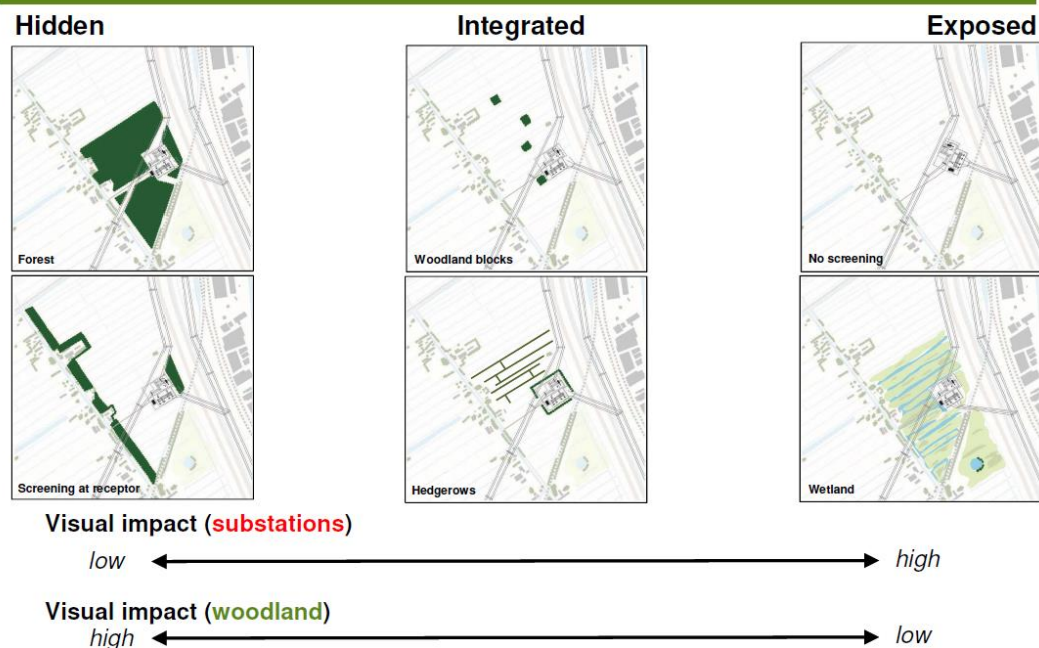 Hidden
Integrated
Exposed
Forest
Woodland blocks
No screening
Screening at receptor
Hedgerows
Wetland
Visual impact (substations)
low
high
Visual impact (woodland)
high
low